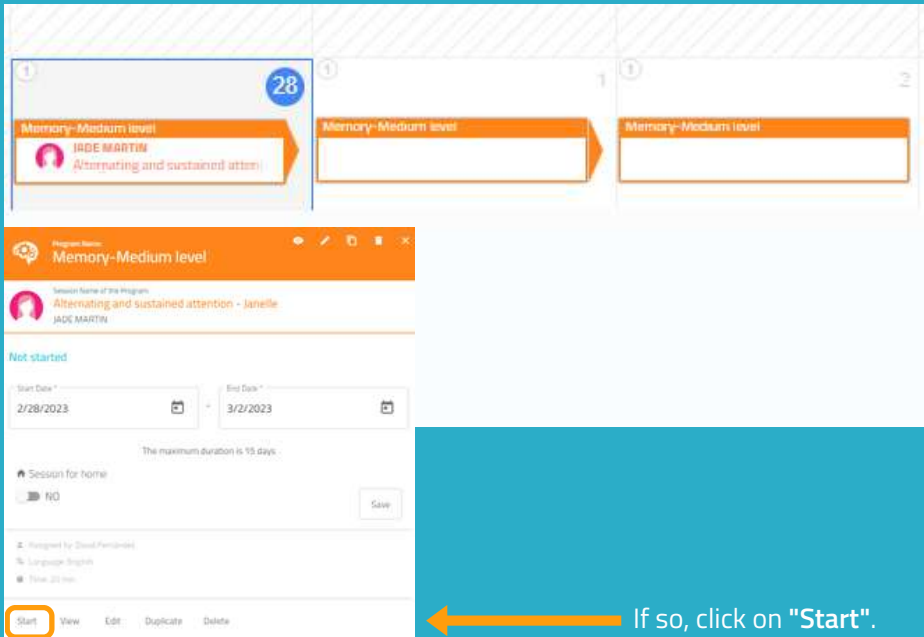 1
28
1
1
1
2
Memory-Medium level
JADE MARTIN
Alternating and sustained atten
Memory-Medium level
Memory-Medium level
Program Name
Memory-Medium level
Session Name of the Program
Alternating and sustained attention - Janelle
JADE MARTIN
Not started
Start Date *
2/28/2023
-
End Date *
3/2/2023
The maximum duration is 15 days
Session for home
NO
Save
Assigned by: David Fernández
Language: English
Time: 20 min
Start View Edit Duplicate Delete
If so, click on "Start".